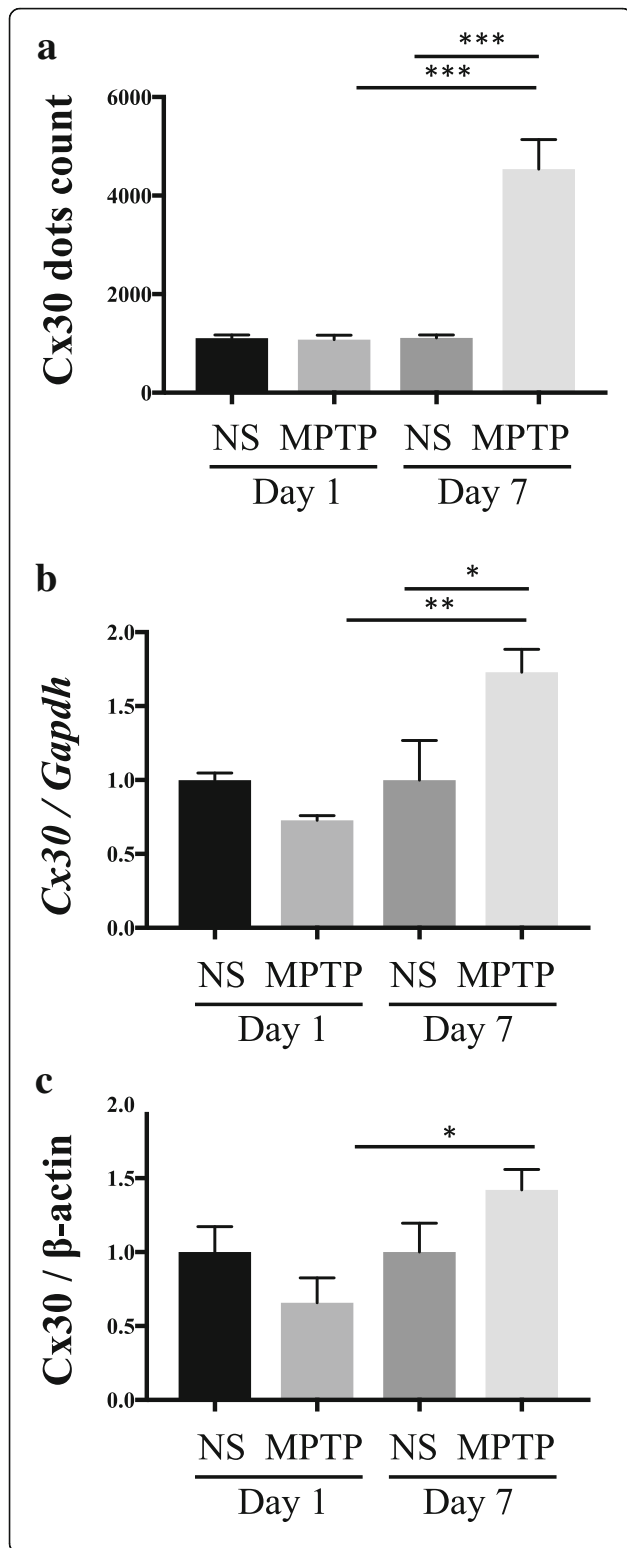 a
***
***
Cx30 dots count
6000
4000
2000
0
NS MPTP NS MPTP
Day 1 Day 7
b
*
**
Cx30 / Gapdh
2.0
1.5
1.0
0.5
0.0
NS MPTP NS MPTP
Day 1 Day 7
c
*
Cx30 / β-actin
2.0
1.5
1.0
0.5
0.0
NS MPTP NS MPTP
Day 1 Day 7